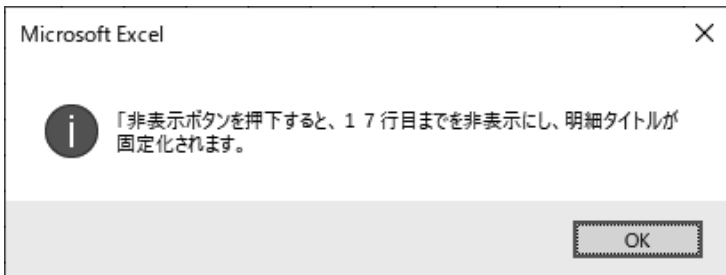 Microsoft Excel
「非表示ボタンを押下すると、１７行目までを非表示にし、明細タイトルが
固定化されます。
OK